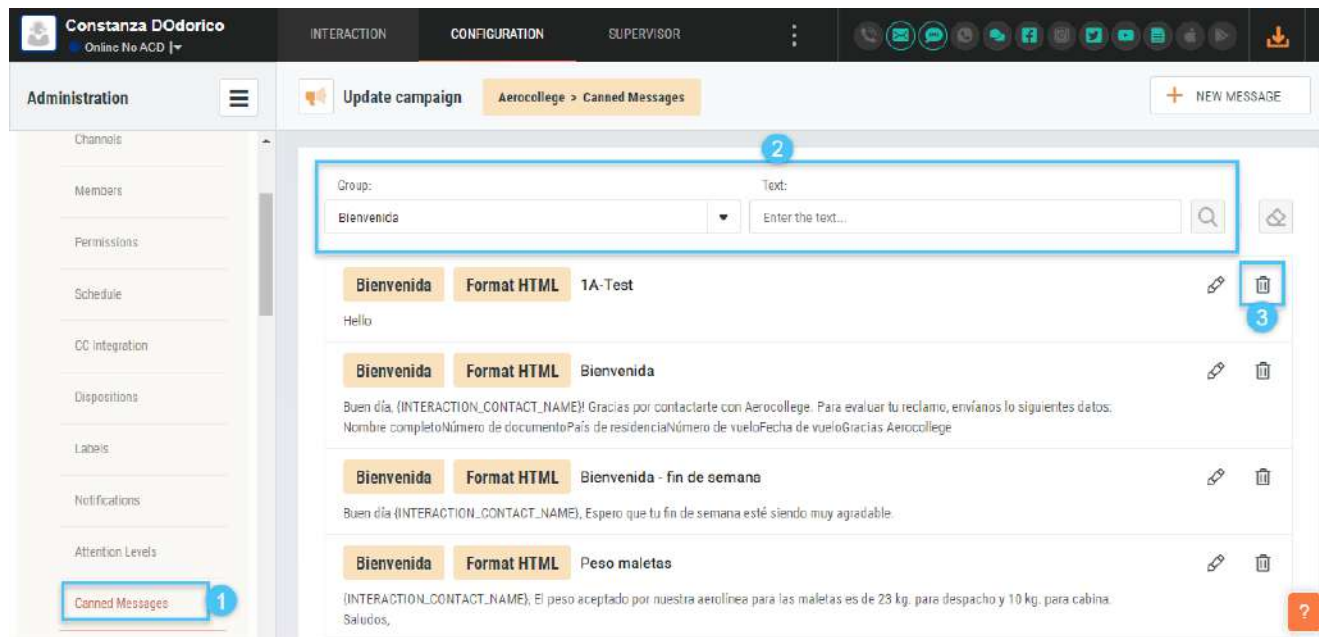 Constanza DOdorico
Online No ACD
INTERACTION
CONFIGURATION
SUPERVISOR
Administration
Update campaign
Aerocollege > Canned Messages
+ NEW MESSAGE
Channels
Members
Permissions
Schedule
CC Integration
Dispositions
Labels
Notifications
Attention Levels
Canned Messages
1
2
Group:
Text:
Bienvenida
Enter the text...
Bienvenida Format HTML 1A-Test
3
Hello
Bienvenida Format HTML Bienvenida
Buen día, {INTERACTION_CONTACT_NAME}! Gracias por contactarte con Aerocollege. Para evaluar tu reclamo, envíanos lo siguientes datos:
Nombre completoNúmero de documentoPaís de residenciaNúmero de vueloFecha de vueloGracias Aerocollege
Bienvenida Format HTML Bienvenida - fin de semana
Buen día {INTERACTION_CONTACT_NAME}, Espero que tu fin de semana esté siendo muy agradable.
Bienvenida Format HTML Peso maletas
{INTERACTION_CONTACT_NAME}, El peso aceptado por nuestra aerolínea para las maletas es de 23 kg. para despacho y 10 kg. para cabina.
Saludos,
?